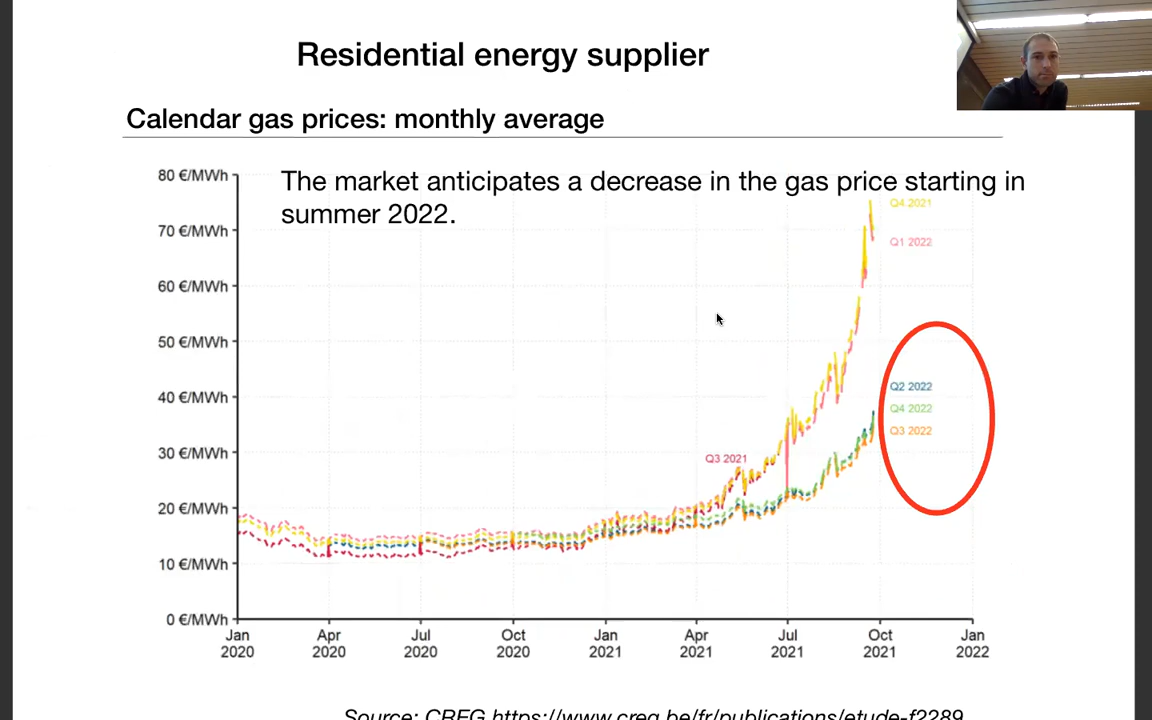 Residential energy supplier
Calendar gas prices: monthly average
The market anticipates a decrease in the gas price starting in
summer 2022.
80 €/MWh
70 €/MWh
60 €/MWh
50 €/MWh
40 €/MWh
30 €/MWh
20 €/MWh
10 €/MWh
0 €/MWh
Q4 2021
Q1 2022
Q2 2022
Q4 2022
Q3 2022
Q3 2021
Jan
2020
Apr
2020
Jul
2020
Oct
2020
Jan
2021
Apr
2021
Jul
2021
Oct
2021
Jan
2022
Source: CREG https://www.creg.be/fr/publications/etude-f2289